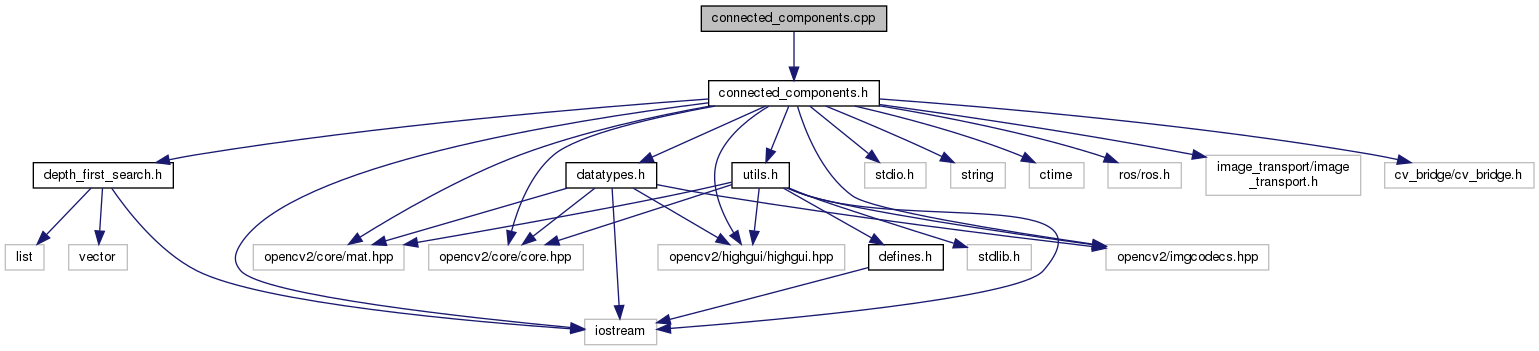 connected_components.cpp
connected_components.h
depth_first_search.h
datatypes.h
utils.h
stdio.h
string
ctime
ros/ros.h
image_transport/image
_transport.h
cv_bridge/cv_bridge.h
list
vector
opencv2/core/mat.hpp
opencv2/core/core.hpp
opencv2/highgui/highgui.hpp
defines.h
stdlib.h
opencv2/imgcodecs.hpp
iostream